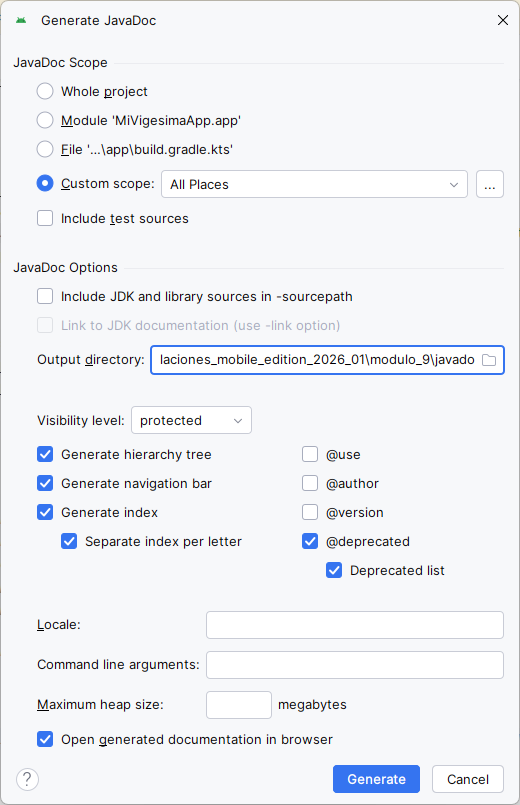 Generate JavaDoc
JavaDoc Scope
Whole project
Module 'MiVigesimaApp.app'
File '...\app\build.gradle.kts'
Custom scope: All Places ...
Include test sources
JavaDoc Options
Include JDK and library sources in -sourcepath
Link to JDK documentation (use -link option)
Output directory: laciones_mobile_edition_2026_01\modulo_9\javado
Visibility level: protected
Generate hierarchy tree @use
Generate navigation bar @author
Generate index @version
Separate index per letter @deprecated
Deprecated list
Locale:
Command line arguments:
Maximum heap size: megabytes
Open generated documentation in browser
? Generate Cancel